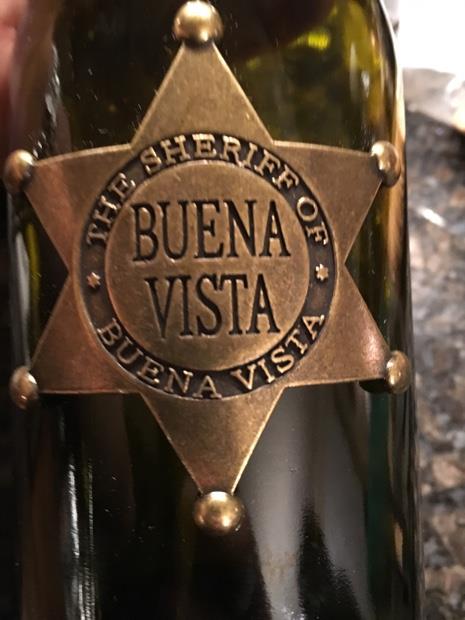 THE SHERIFF OF
BUENA
VISTA
BUENA VISTA